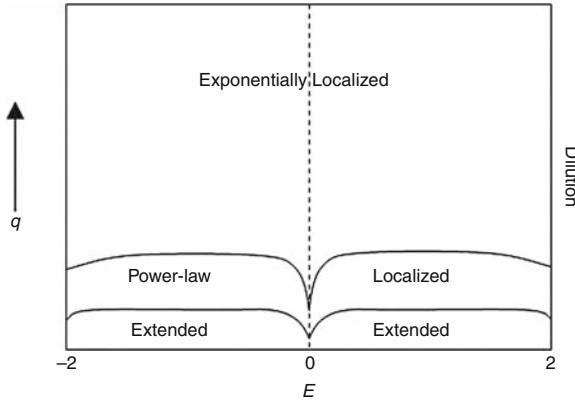 Exponentially Localized
Dilution
q
Power-law Localized
Extended Extended
–2 0 2
E